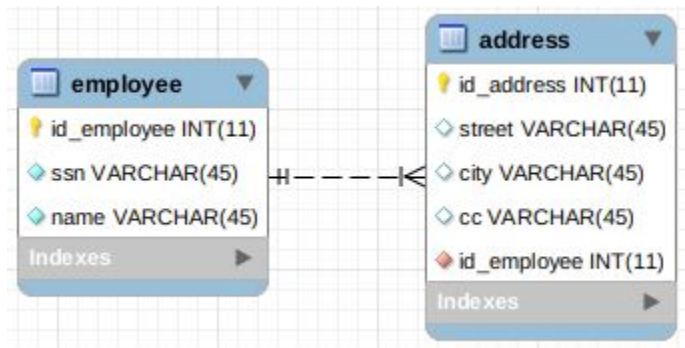 employee
id_employee INT(11)
ssn VARCHAR(45)
name VARCHAR(45)
Indexes
address
id_address INT(11)
street VARCHAR(45)
city VARCHAR(45)
cc VARCHAR(45)
id_employee INT(11)
Indexes